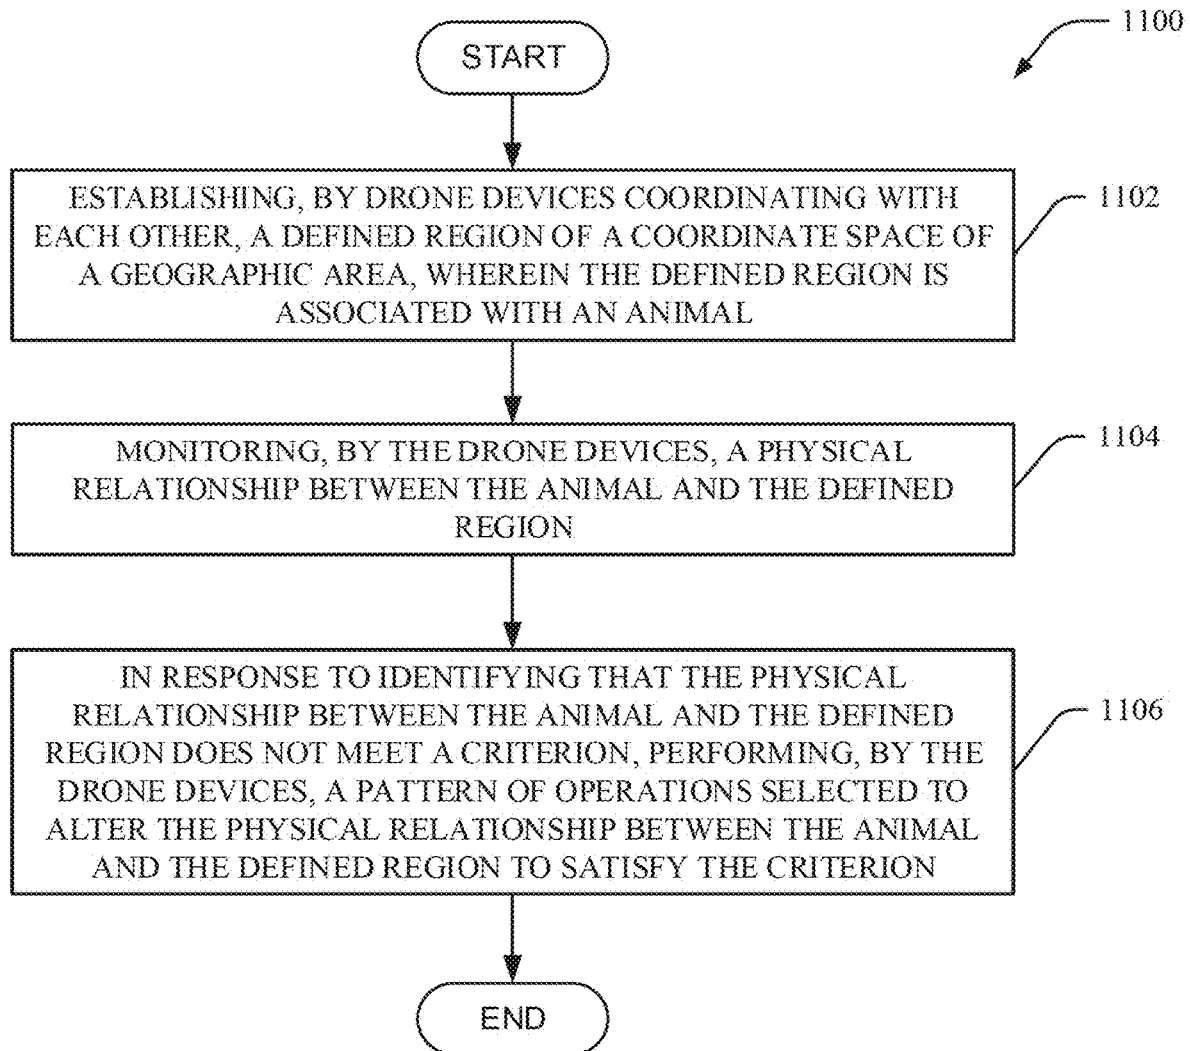 1100
START
ESTABLISHING, BY DRONE DEVICES COORDINATING WITH
EACH OTHER, A DEFINED REGION OF A COORDINATE SPACE OF
A GEOGRAPHIC AREA, WHEREIN THE DEFINED REGION IS
ASSOCIATED WITH AN ANIMAL
1102
MONITORING, BY THE DRONE DEVICES, A PHYSICAL
RELATIONSHIP BETWEEN THE ANIMAL AND THE DEFINED
REGION
1104
IN RESPONSE TO IDENTIFYING THAT THE PHYSICAL
RELATIONSHIP BETWEEN THE ANIMAL AND THE DEFINED
REGION DOES NOT MEET A CRITERION, PERFORMING, BY THE
DRONE DEVICES, A PATTERN OF OPERATIONS SELECTED TO
ALTER THE PHYSICAL RELATIONSHIP BETWEEN THE ANIMAL
AND THE DEFINED REGION TO SATISFY THE CRITERION
1106
END